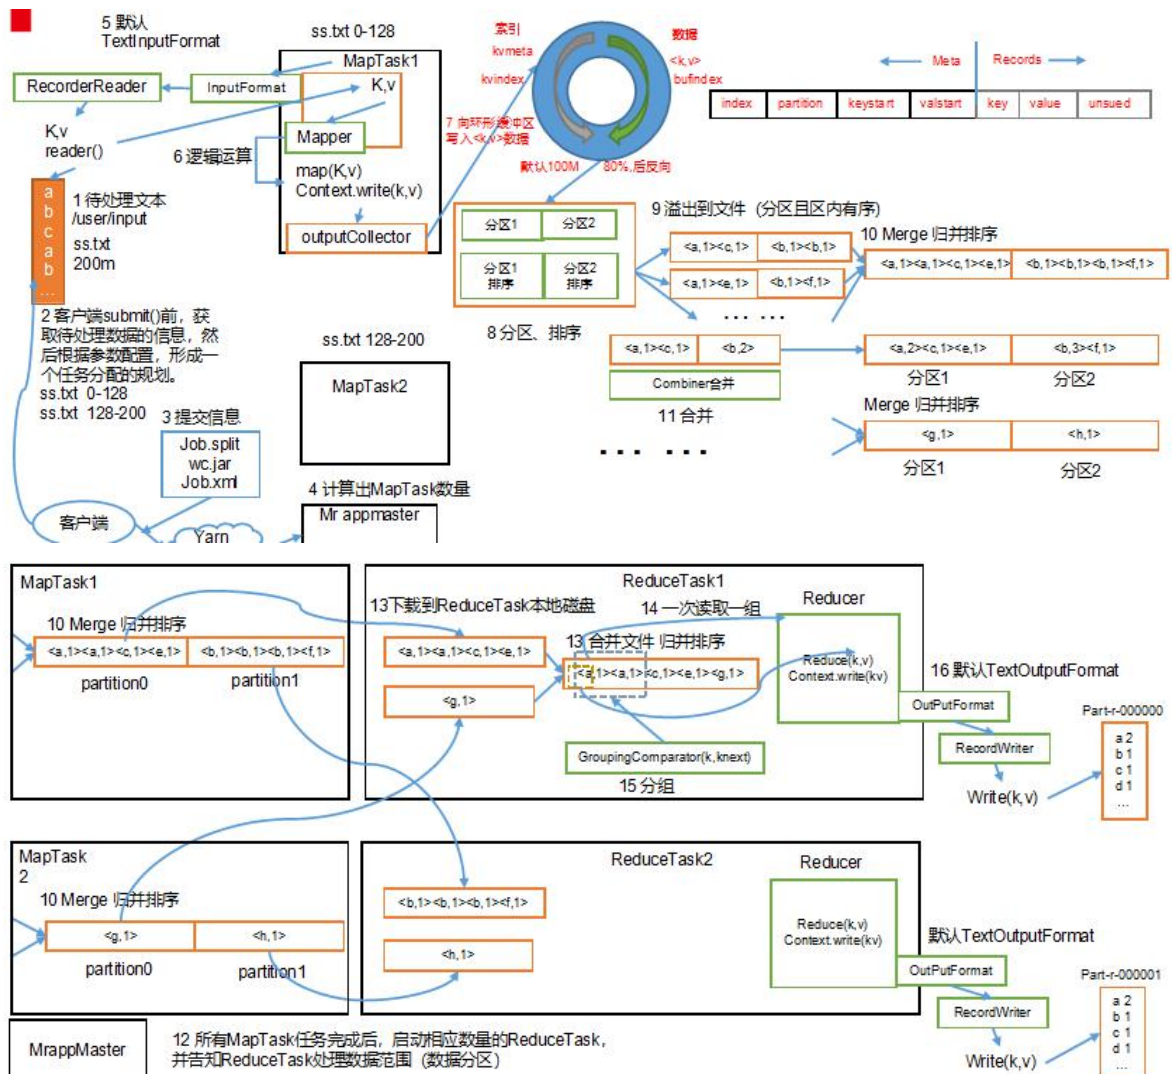 5 默认
TextInputFormat
ss.txt 0-128
MapTask1
RecorderReader
InputFormat
K,v
K,v
reader()
Mapper
6 逻辑运算
map(K,v)
Context.write(k,v)
outputCollector
a
b
c
a
b
...
1 待处理文本
/user/input
ss.txt
200m
2 客户端submit()前，获
取待处理数据的信息，然
后根据参数配置，形成一
个任务分配的规划。
ss.txt 0-128
ss.txt 128-200
3 提交信息
Job.split
wc.jar
Job.xml
客户端
Yarn
4 计算出MapTask数量
Mr appmaster
ss.txt 128-200
MapTask2
索引
kvmeta
kvindex
数据
<k,v>
bufindex
7 向环形缓冲区
写入<k,v>数据
默认100M
80%,后反向
Meta
Records
index
partition
keystart
valstart
key
value
unsued
分区1
分区2
分区1
排序
分区2
排序
8 分区、排序
9 溢出到文件 (分区且区内有序)
<a,1><c,1>
<b,1><b,1>
<a,1><e,1>
<b,1><f,1>
... ...
10 Merge 归并排序
<a,1><a,1><c,1><e,1>
<b,1><b,1><b,1><f,1>
<a,1><c,1>
<b,2>
Combiner合并
11 合并
... ...
<a,2><c,1><e,1>
<b,3><f,1>
分区1
分区2
Merge 归并排序
<g,1>
<h,1>
分区1
分区2
MapTask1
10 Merge 归并排序
<a,1><a,1><c,1><e,1>
<b,1><b,1><b,1><f,1>
partition0
partition1
ReduceTask1
13下载到ReduceTask本地磁盘
<a,1><a,1><c,1><e,1>
<g,1>
13 合并文件 归并排序
<a,1><a,1><c,1><e,1><g,1>
14 一次读取一组
GroupingComparator(k,knext)
15 分组
Reducer
Reduce(k,v)
Context.write(kv)
16 默认TextOutputFormat
OutPutFormat
RecordWriter
Write(k,v)
Part-r-000000
a 2
b 1
c 1
d 1
...
MapTask
2
10 Merge 归并排序
<g,1>
<h,1>
partition0
partition1
ReduceTask2
<b,1><b,1><b,1><f,1>
<h,1>
Reducer
Reduce(k,v)
Context.write(kv)
默认TextOutputFormat
OutPutFormat
RecordWriter
Write(k,v)
Part-r-000001
a 2
b 1
c 1
d 1
...
MrappMaster
12 所有MapTask任务完成后，启动相应数量的ReduceTask，
并告知ReduceTask处理数据范围（数据分区）